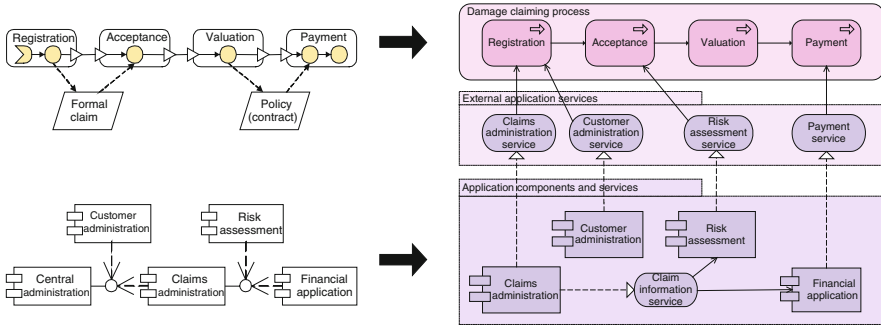 Registration
Acceptance
Valuation
Payment
Formal
claim
Policy
(contract)
Customer
administration
Risk
assessment
Central
administration
Claims
administration
Financial
application
Damage claiming process
Registration
Acceptance
Valuation
Payment
External application services
Claims
administration
service
Customer
administration
service
Risk
assessment
service
Payment
service
Application components and services
Customer
administration
Risk
assessment
Claims
administration
Claim
information
service
Financial
application